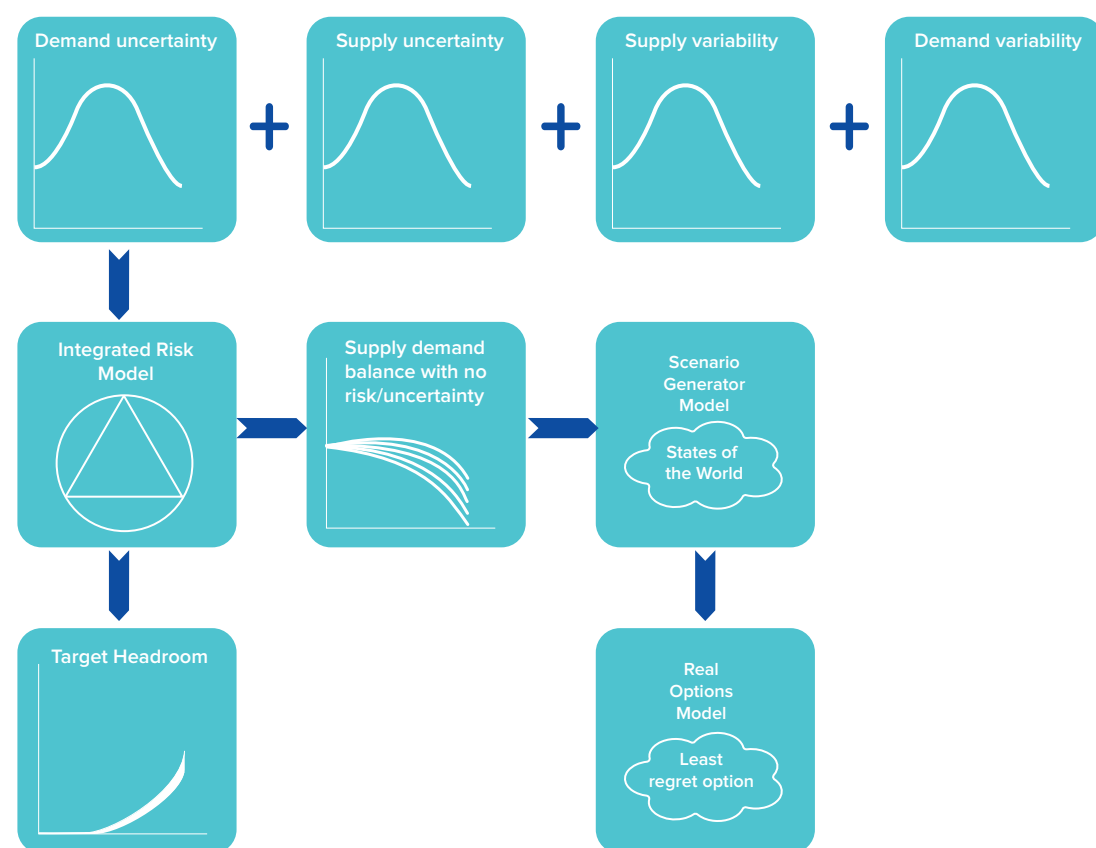 Demand uncertainty
Supply uncertainty
Supply variability
Demand variability
Integrated Risk
Model
Supply demand
balance with no
risk/uncertainty
Scenario
Generator
Model
States of
the World
Target Headroom
Real
Options
Model
Least
regret option